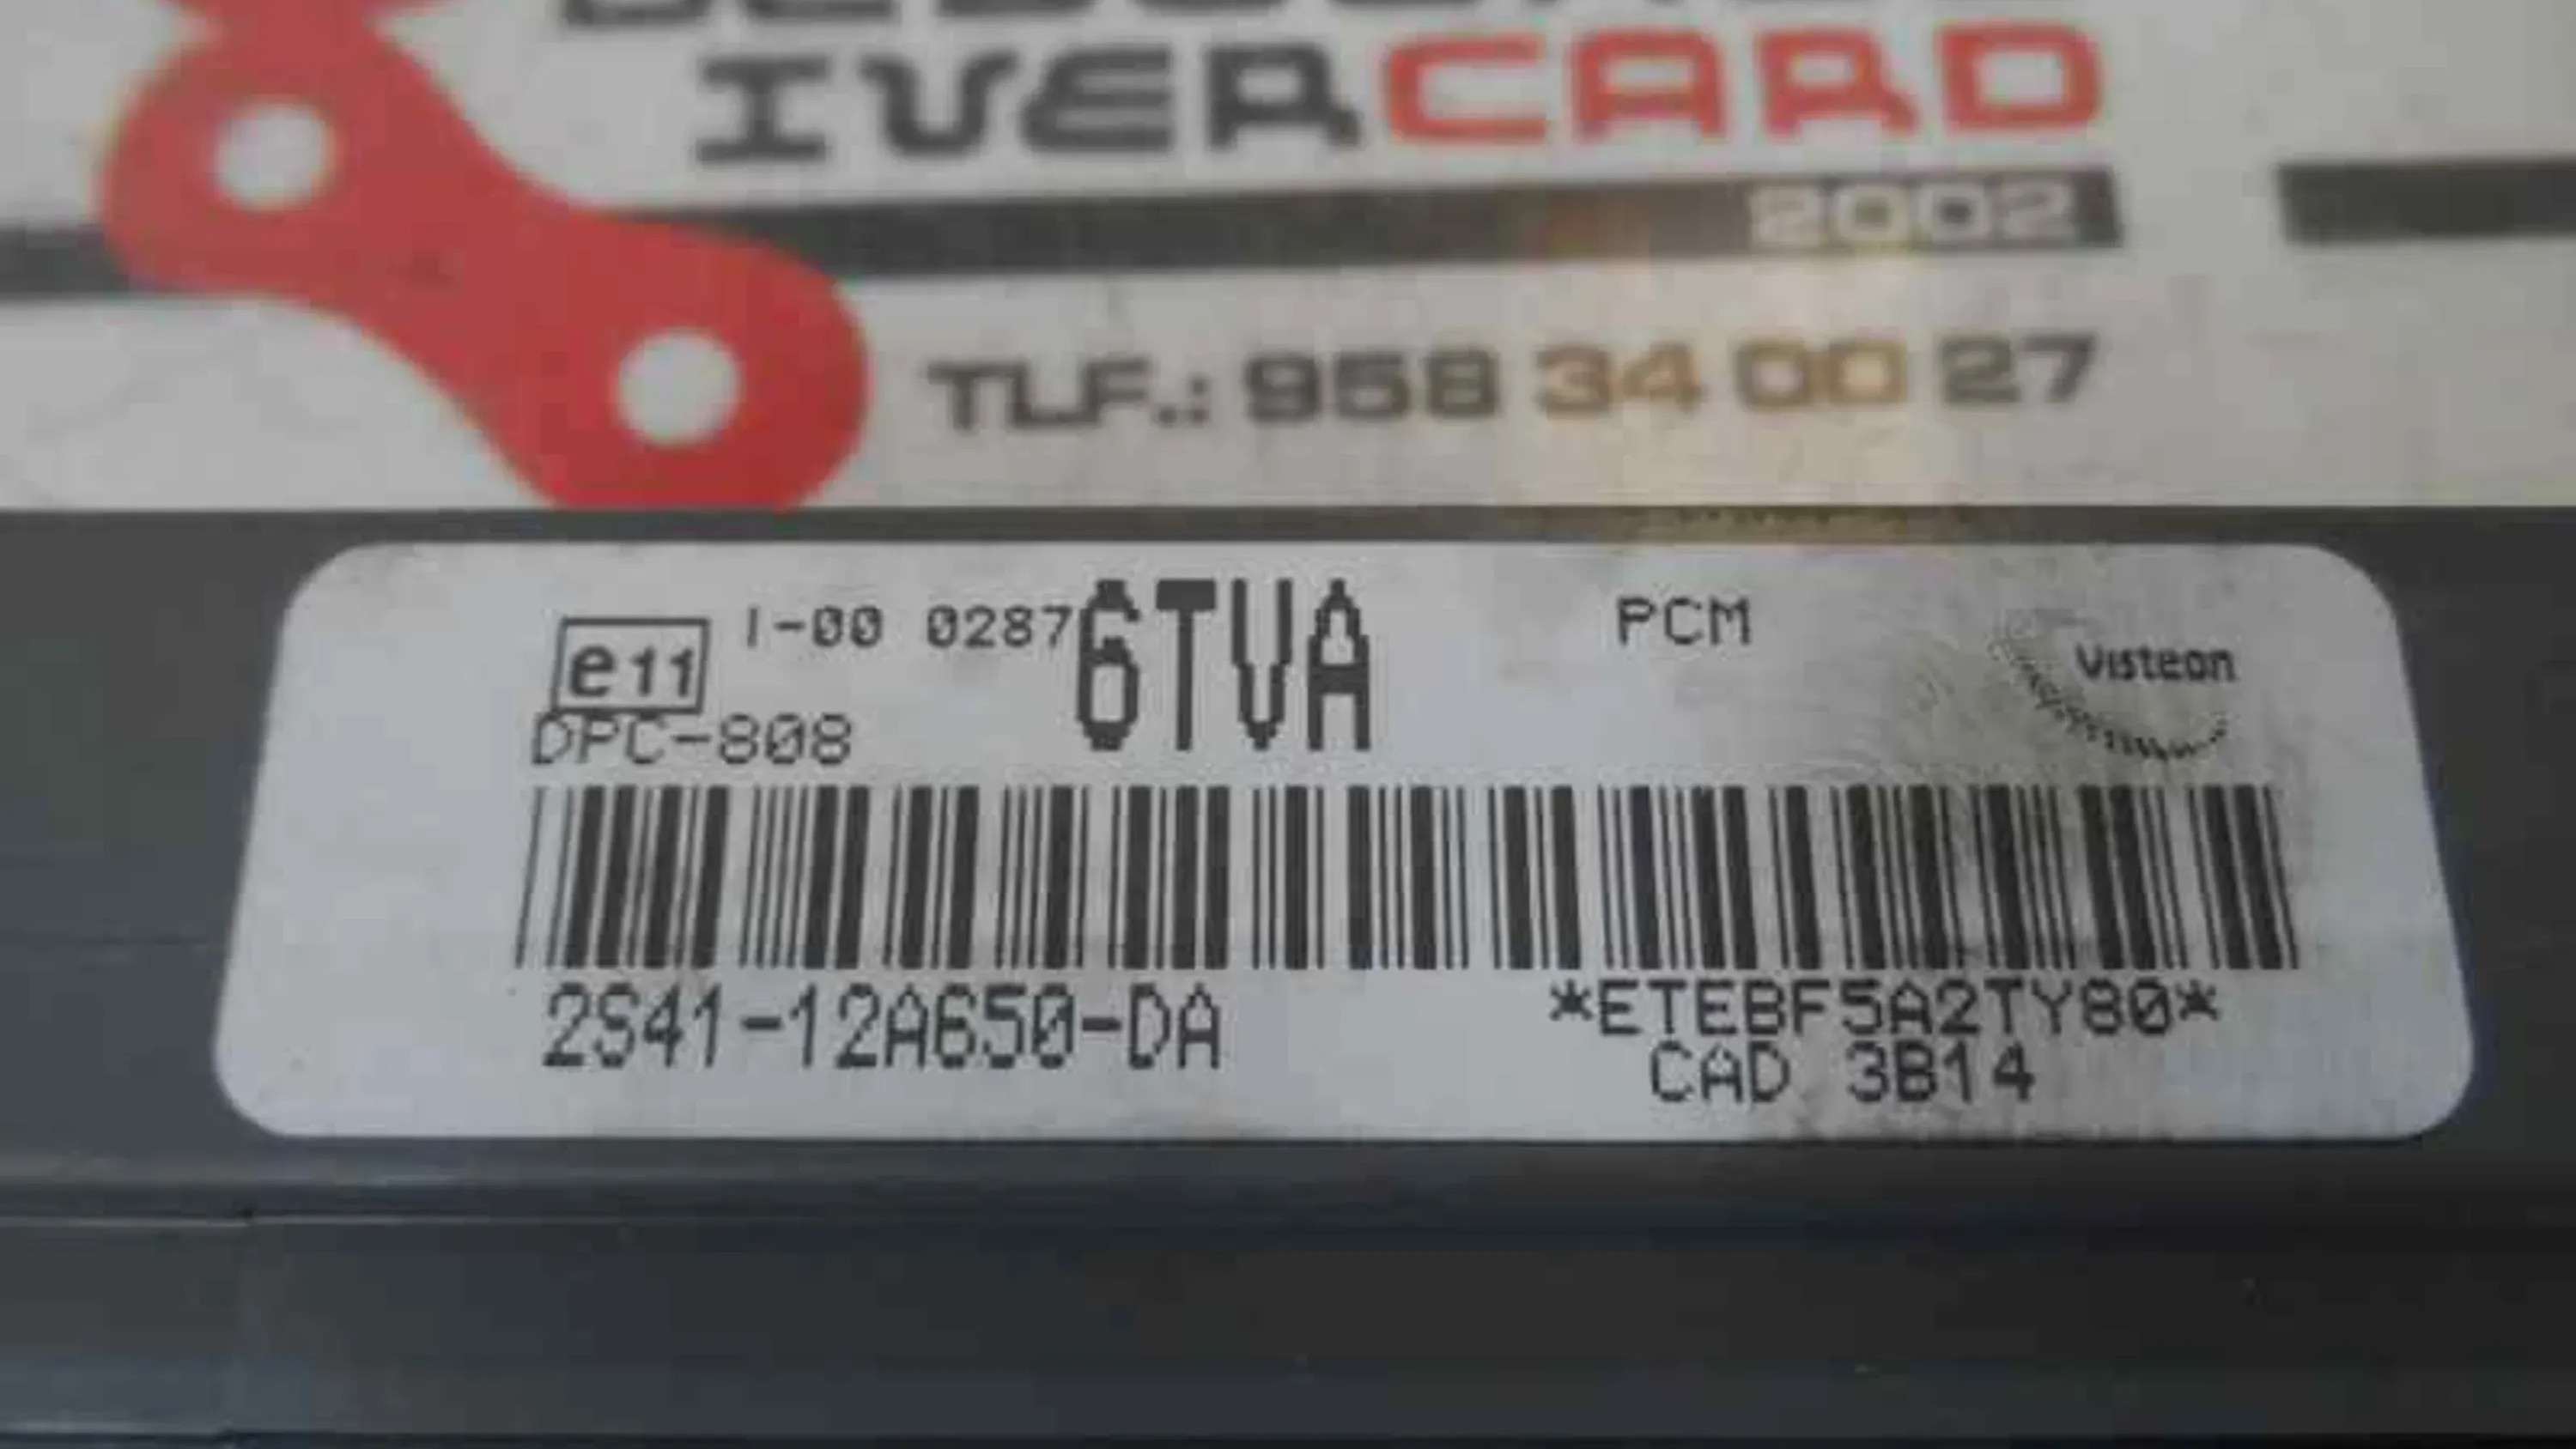 IVERCARD
2002
TLF.: 958 34 00 27
e11 I-00 0287 6TVA PCM Visteon
DPC-808
2S41-12A650-DA *ETEBF5A2TY80*
CAD 3B14